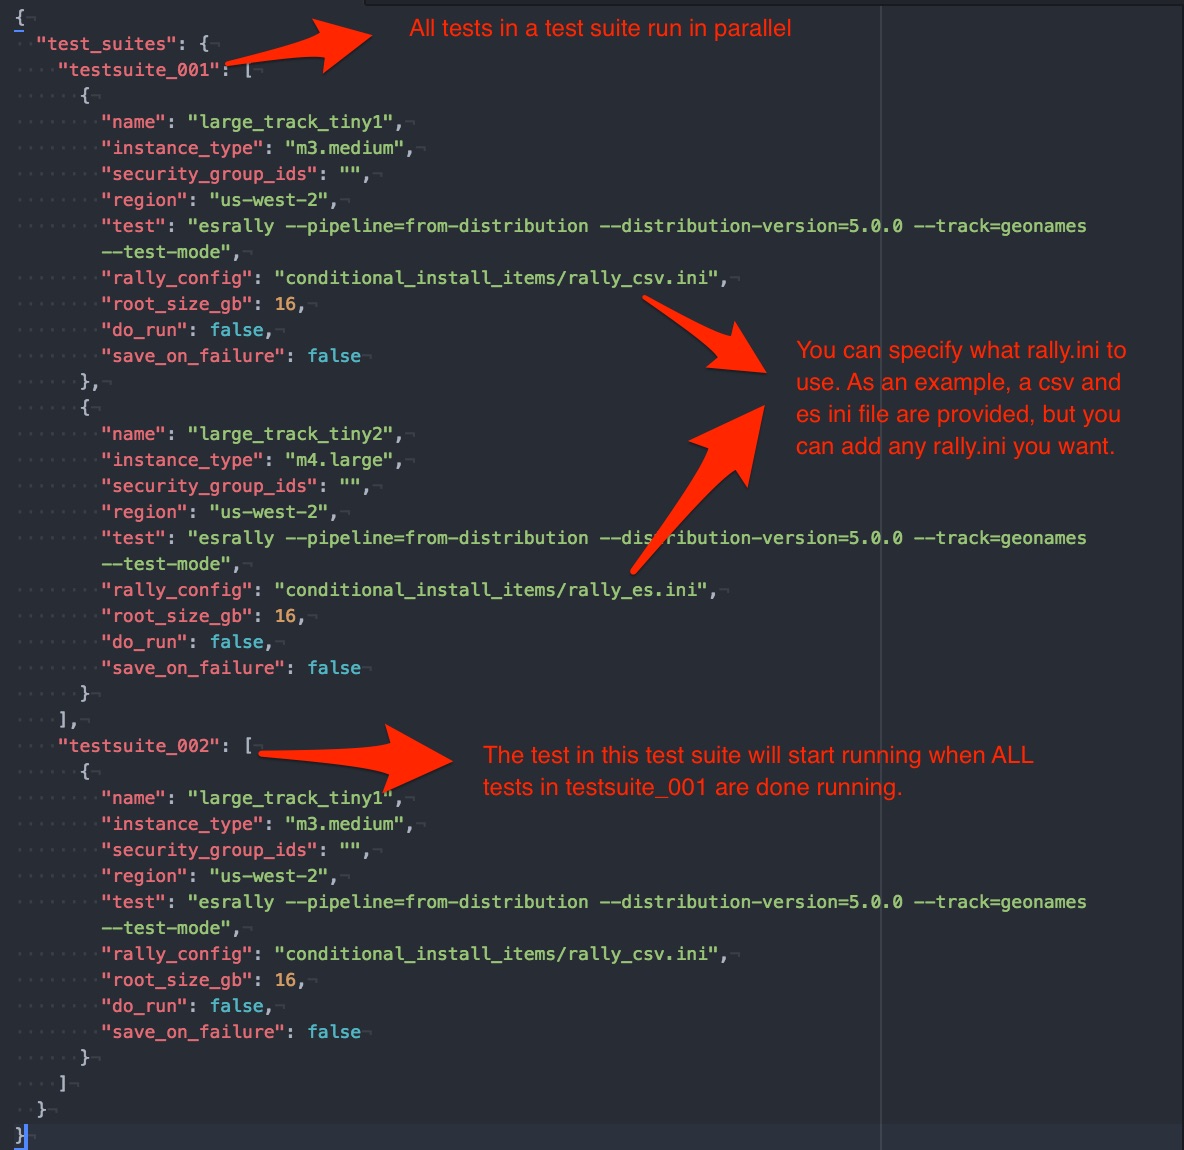 {
"test_suites": {
All tests in a test suite run in parallel
"testsuite_001": [
{
"name": "large_track_tiny1",
"instance_type": "m3.medium",
"security_group_ids": "",
"region": "us-west-2",
"test": "esrally --pipeline=from-distribution --distribution-version=5.0.0 --track=geonames
--test-mode",
"rally_config": "conditional_install_items/rally_csv.ini",
"root_size_gb": 16,
"do_run": false,
"save_on_failure": false
},
{
You can specify what rally.ini to
use. As an example, a csv and
es ini file are provided, but you
can add any rally.ini you want.
"name": "large_track_tiny2",
"instance_type": "m4.large",
"security_group_ids": "",
"region": "us-west-2",
"test": "esrally --pipeline=from-distribution --distribution-version=5.0.0 --track=geonames
--test-mode",
"rally_config": "conditional_install_items/rally_es.ini",
"root_size_gb": 16,
"do_run": false,
"save_on_failure": false
}
],
"testsuite_002": [
The test in this test suite will start running when ALL
tests in testsuite_001 are done running.
{
"name": "large_track_tiny1",
"instance_type": "m3.medium",
"security_group_ids": "",
"region": "us-west-2",
"test": "esrally --pipeline=from-distribution --distribution-version=5.0.0 --track=geonames
--test-mode",
"rally_config": "conditional_install_items/rally_csv.ini",
"root_size_gb": 16,
"do_run": false,
"save_on_failure": false
}
]
}
}